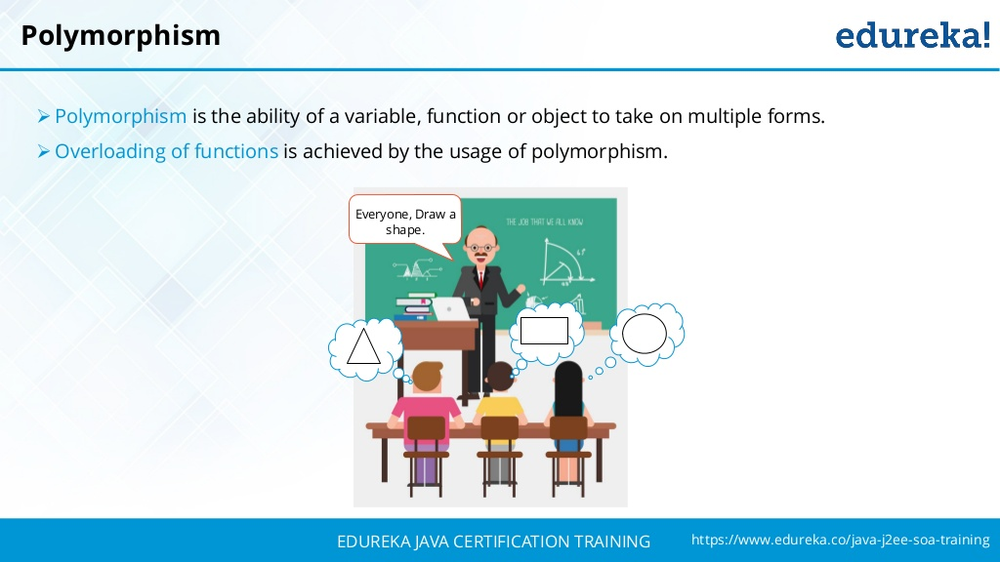 Polymorphism
edureka!
➢ Polymorphism is the ability of a variable, function or object to take on multiple forms.
➢ Overloading of functions is achieved by the usage of polymorphism.
Everyone, Draw a
shape.
THE JOB THAT WE ALL KNOW
EDUREKA JAVA CERTIFICATION TRAINING
https://www.edureka.co/java-j2ee-soa-training